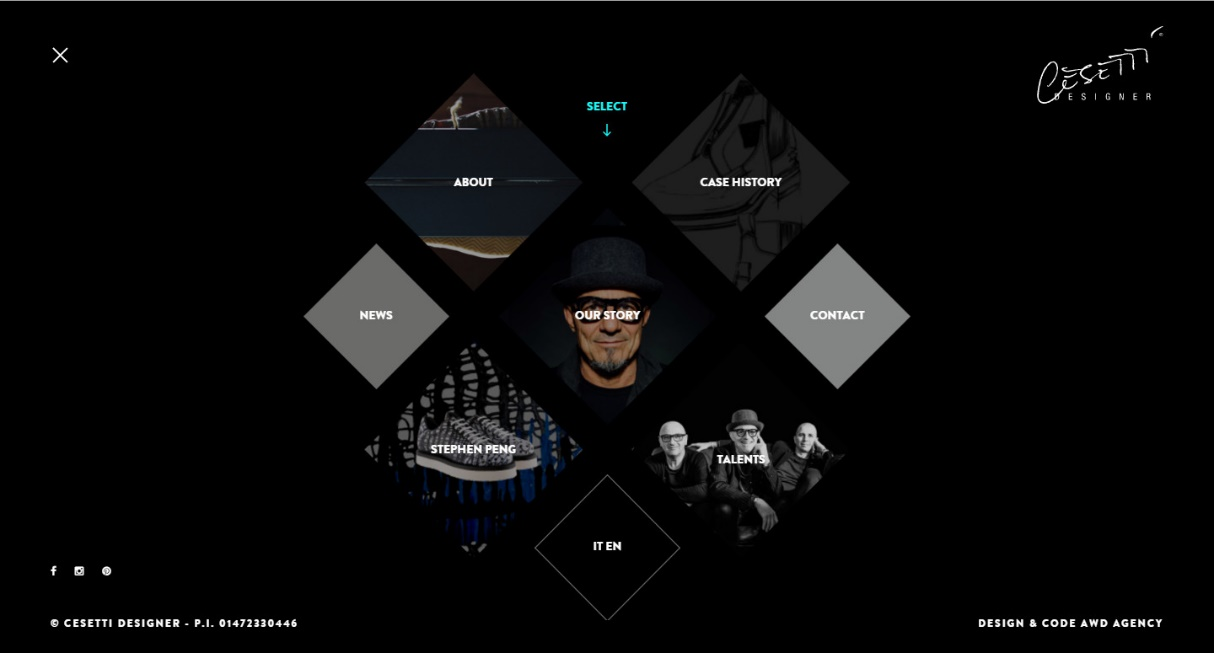 CESETTI
DESIGNER
SELECT
ABOUT
CASE HISTORY
NEWS
OUR STORY
CONTACT
STEPHEN PENG
TALENTS
IT EN
© CESETTI DESIGNER - P.I. 01472330446
DESIGN & CODE AWD AGENCY